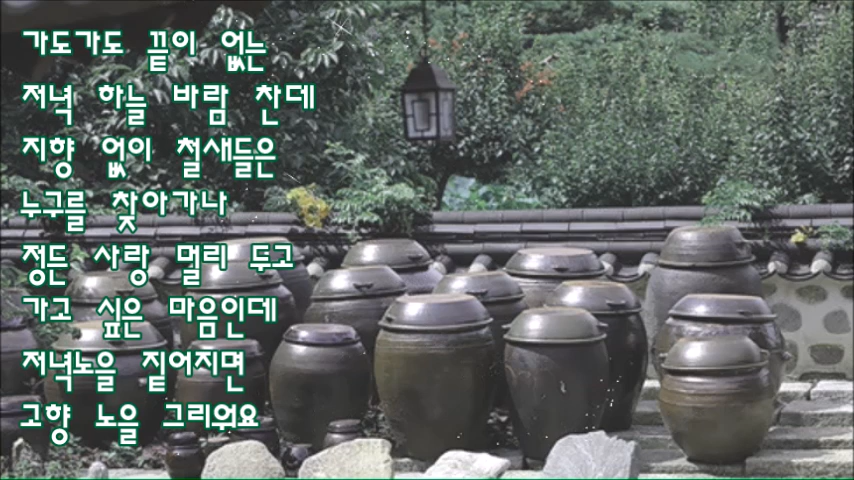 가도가도 끝이 없는
저녁 하늘 바람 찬데
지향 없이 철새들은
누구를 찾아가나
정든 사랑 멀리 두고
가고 싶은 마음인데
저녁노을 짙어지면
고향 노을 그리워요